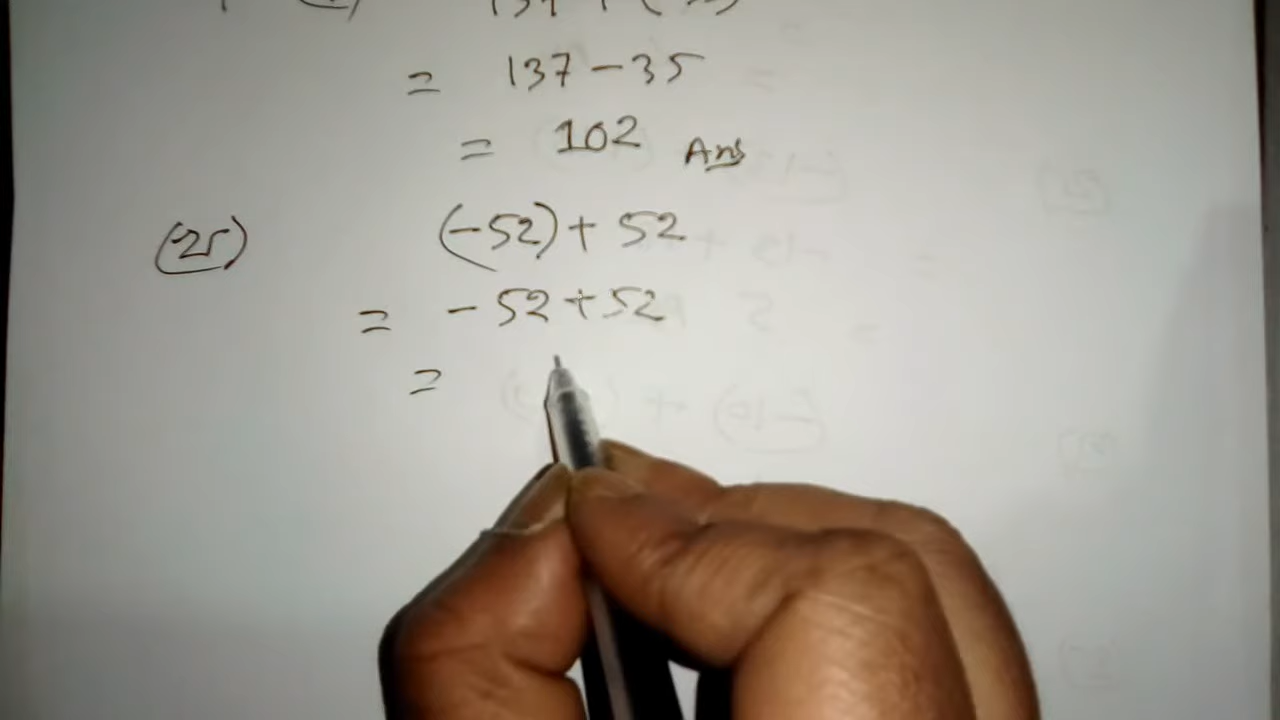 = 137 - 35
= 102 Ans
(25) (-52) + 52
= - 52 + 52
=